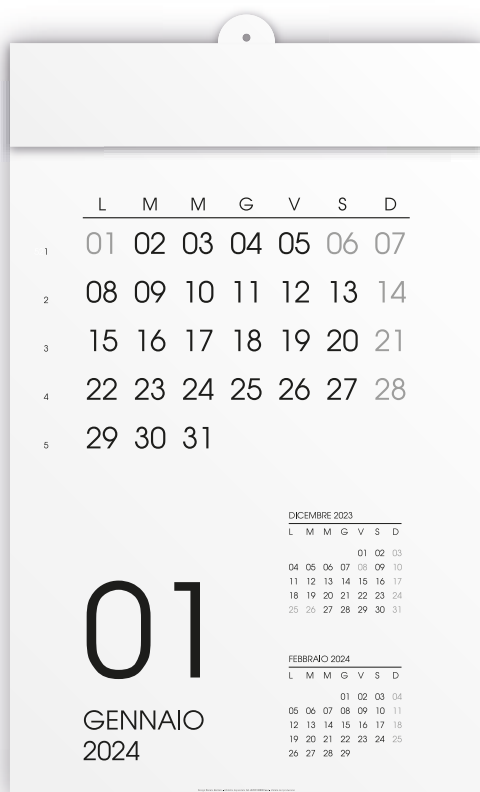 L M M G V S D
1 01 02 03 04 05 06 07
2 08 09 10 11 12 13 14
3 15 16 17 18 19 20 21
4 22 23 24 25 26 27 28
5 29 30 31
DICEMBRE 2023
L M M G V S D
01 02 03
04 05 06 07 08 09 10
11 12 13 14 15 16 17
18 19 20 21 22 23 24
25 26 27 28 29 30 31
01
GENNAIO
2024
FEBBRAIO 2024
L M M G V S D
01 02 03 04
05 06 07 08 09 10 11
12 13 14 15 16 17 18
19 20 21 22 23 24 25
26 27 28 29